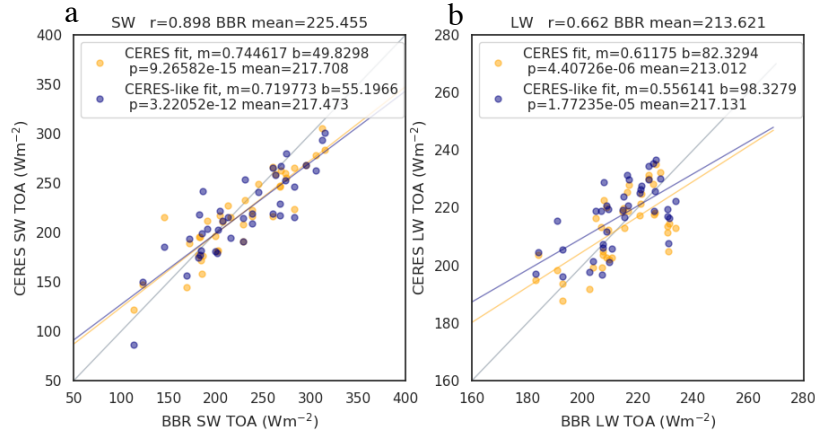 a
SW r=0.898 BBR mean=225.455
CERES fit, m=0.744617 b=49.8298
p=9.26582e-15 mean=217.708
CERES-like fit, m=0.719773 b=55.1966
p=3.22052e-12 mean=217.473
400
350
300
250
200
150
100
50
CERES SW TOA (Wm−2)
50 100 150 200 250 300 350 400
BBR SW TOA (Wm−2)
b
LW r=0.662 BBR mean=213.621
CERES fit, m=0.61175 b=82.3294
p=4.40726e-06 mean=213.012
CERES-like fit, m=0.556141 b=98.3279
p=1.77235e-05 mean=217.131
280
260
240
220
200
180
160
CERES LW TOA (Wm−2)
160 180 200 220 240 260 280
BBR LW TOA (Wm−2)